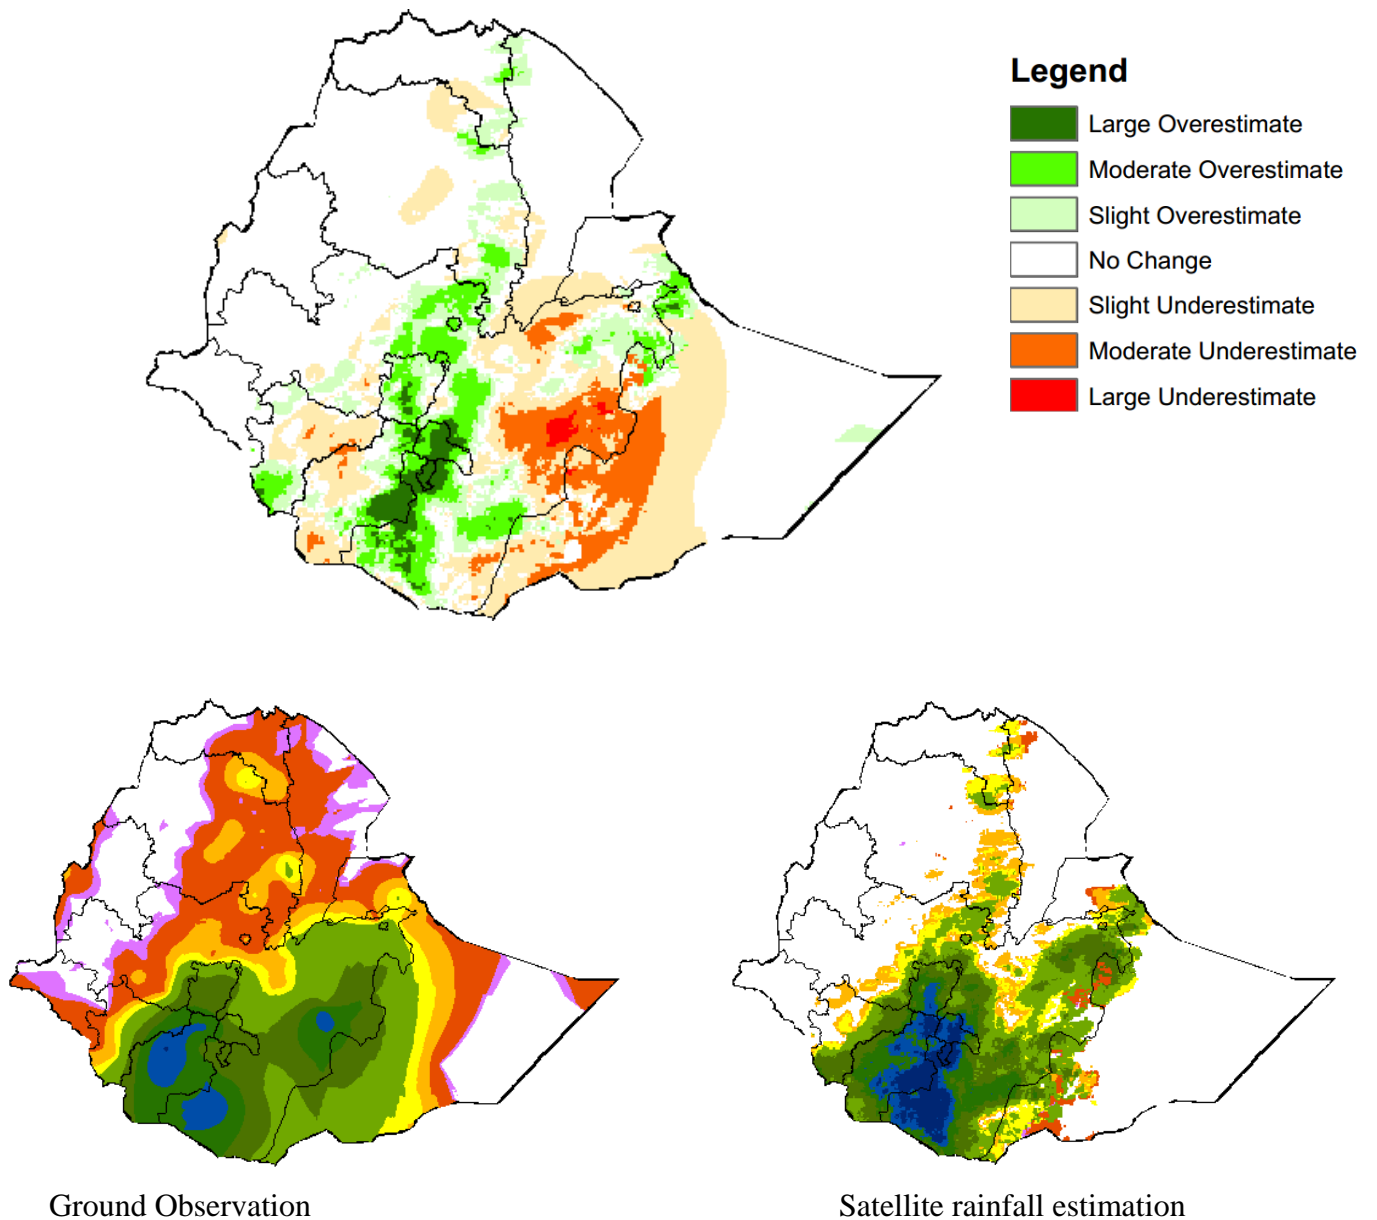 Legend
Large Overestimate
Moderate Overestimate
Slight Overestimate
No Change
Slight Underestimate
Moderate Underestimate
Large Underestimate
Ground Observation
Satellite rainfall estimation